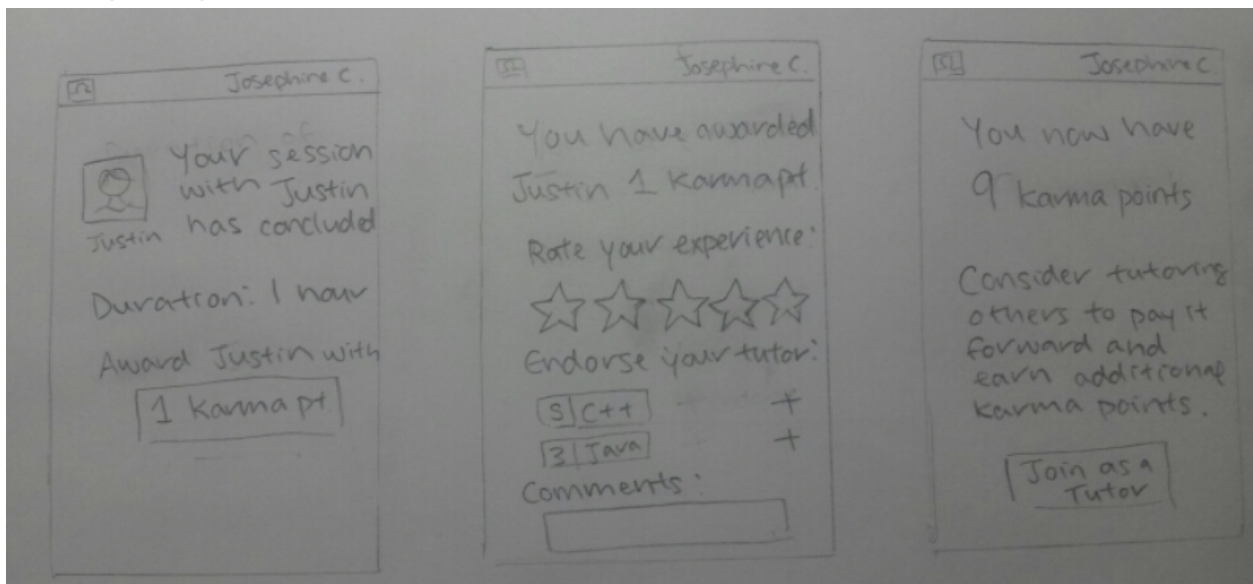 Josephine C.
Your session
with Justin
has concluded
Justin
Duration: 1 hour
Award Justin with
1 Karma pt
Josephine C.
You have awarded
Justin 1 Karma pt.
Rate your experience:
Endorse your tutor:
5 C++ +
3 Java +
Comments:
Josephine C
You now have
9 karma points
Consider tutoring
others to pay it
forward and
earn additional
karma points.
Join as a
Tutor